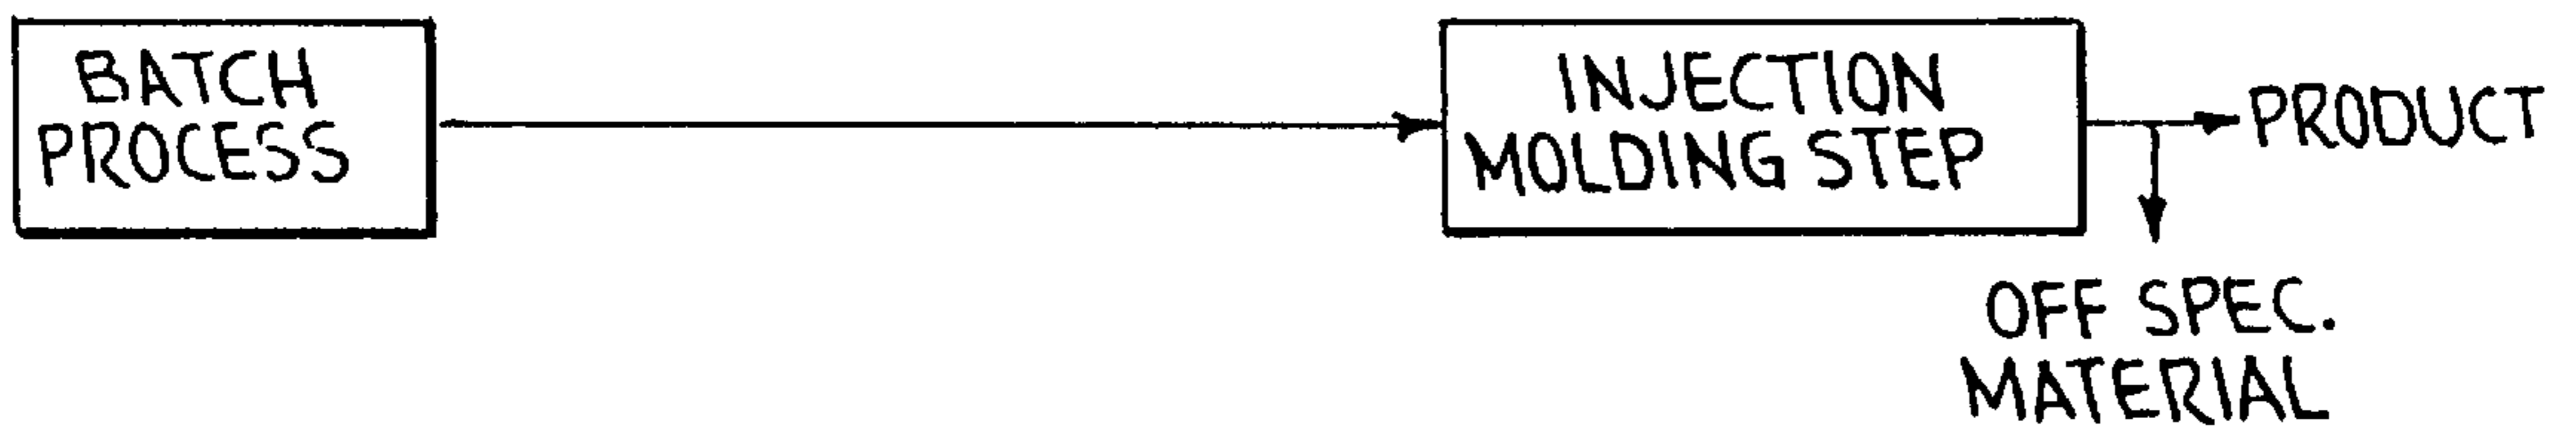 BATCH
PROCESS
INJECTION
MOLDING STEP
PRODUCT
OFF SPEC.
MATERIAL